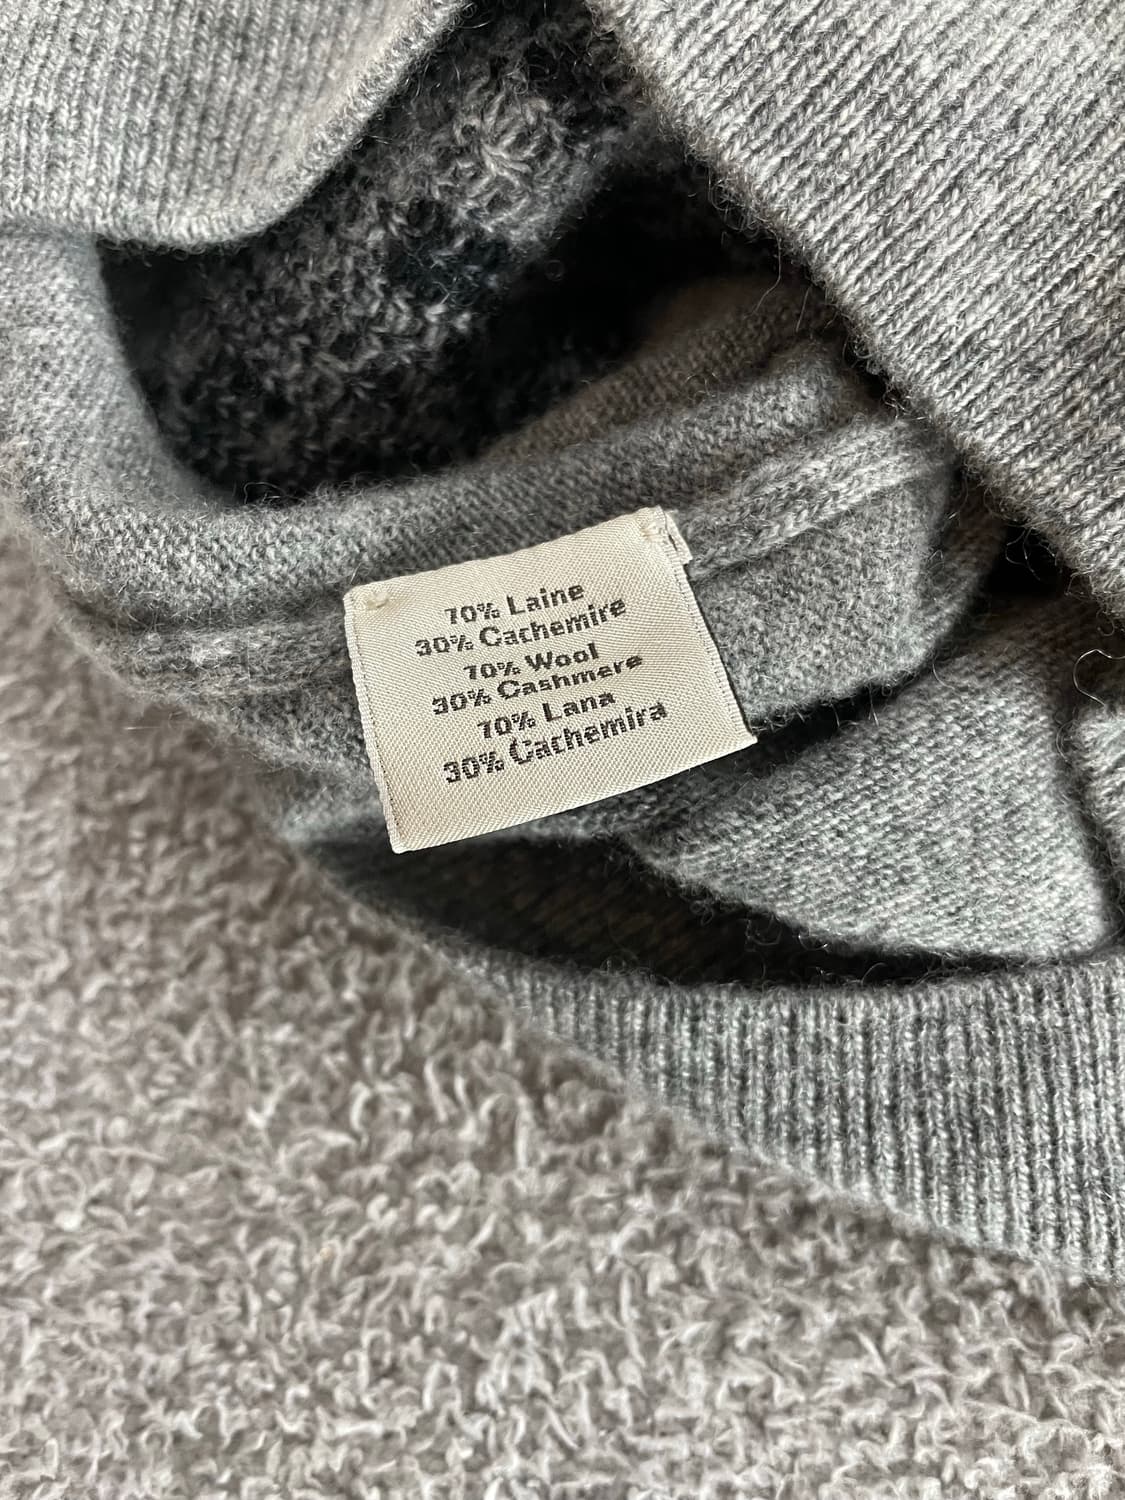 70% Laine
30% Cachemire
70% Wool
30% Cashmere
70% Lana
30% Cachemira